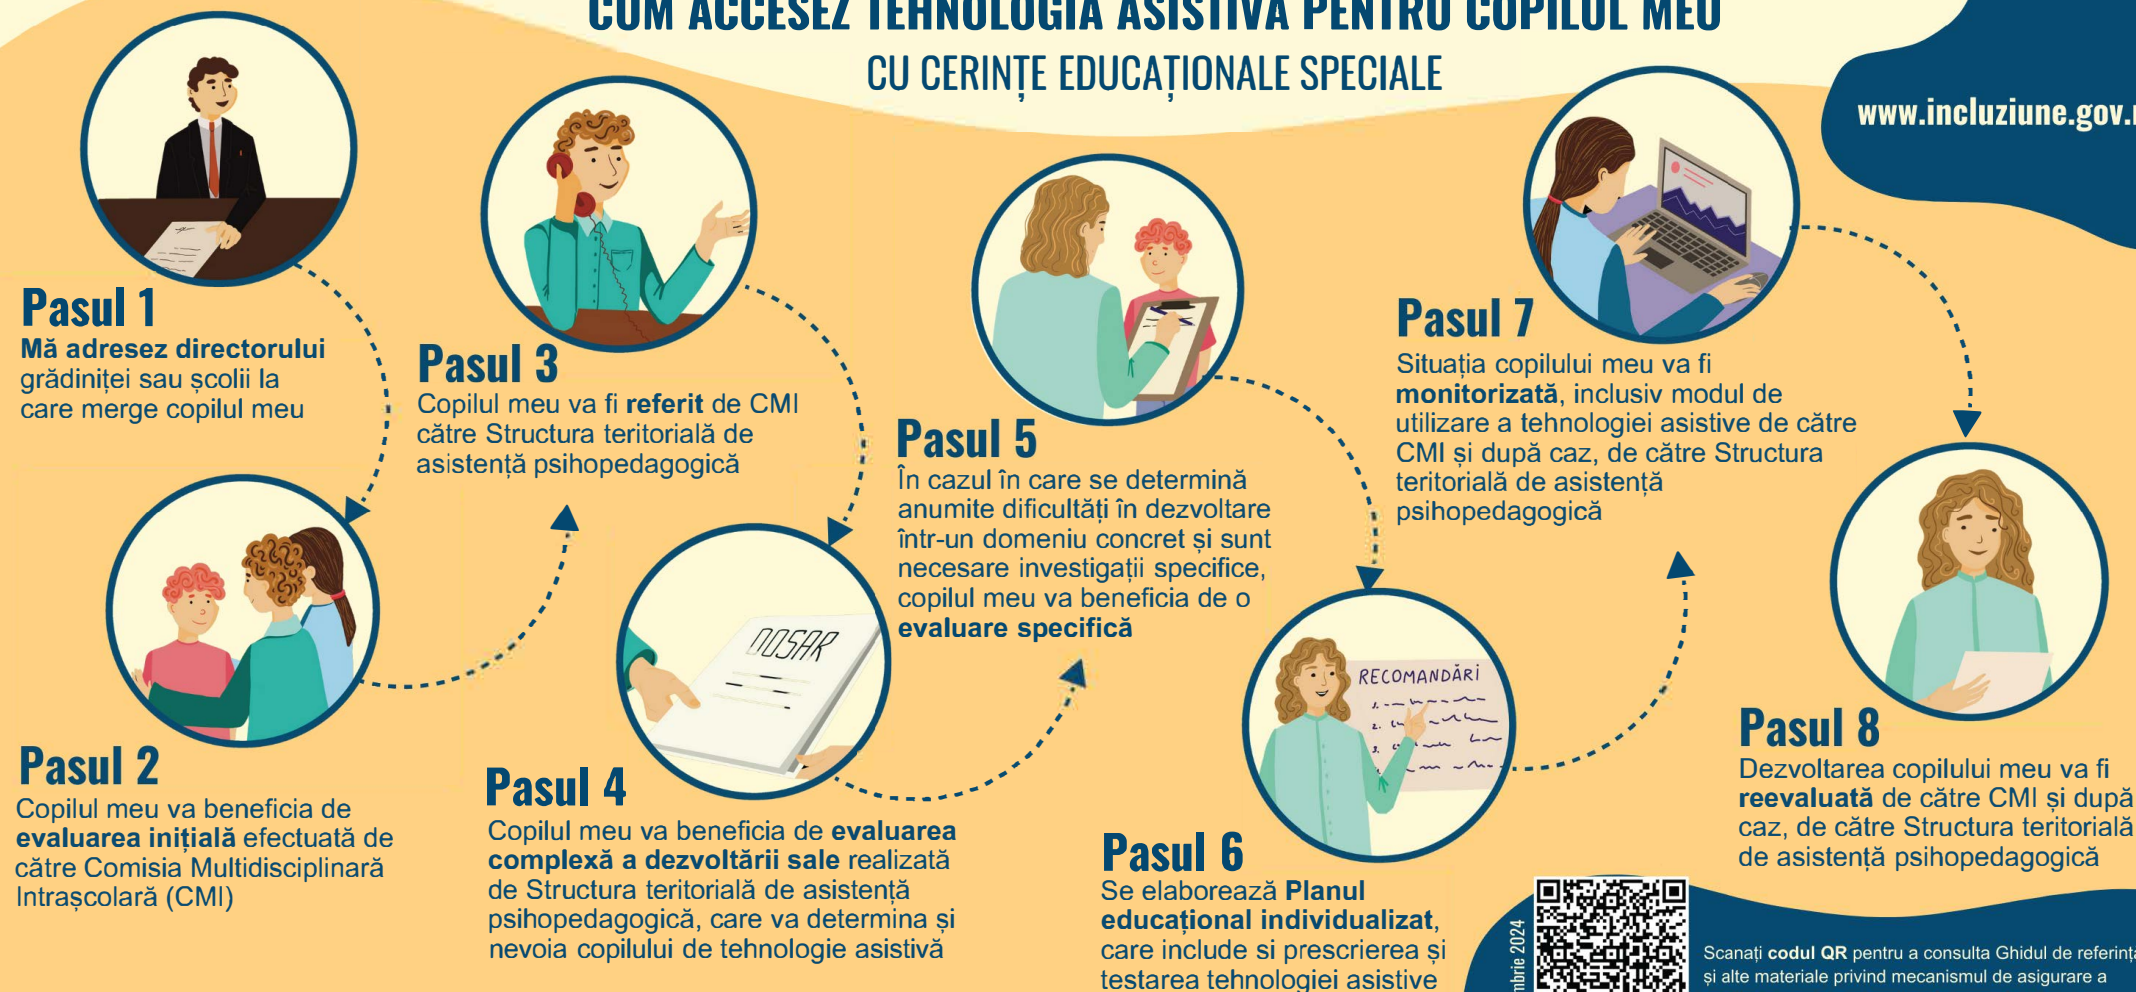 CUM ACCESEZ TEHNOLOGIA ASISTIVĂ PENTRU COPILUL MEU
CU CERINȚE EDUCAȚIONALE SPECIALE
www.incluziune.gov.
Pasul 1
Mă adresez directorului
grădiniței sau școlii la
care merge copilul meu
Pasul 2
Copilul meu va beneficia de
evaluarea inițială efectuată de
către Comisia Multidisciplinară
Intrașcolară (CMI)
Pasul 3
Copilul meu va fi referit de CMI
către Structura teritorială de
asistență psihopedagogică
DOSAR
Pasul 4
Copilul meu va beneficia de evaluarea
complexă a dezvoltării sale realizată
de Structura teritorială de asistență
psihopedagogică, care va determina și
nevoia copilului de tehnologie asistivă
Pasul 5
În cazul în care se determină
anumite dificultăți în dezvoltare
într-un domeniu concret și sunt
necesare investigații specifice,
copilul meu va beneficia de o
evaluare specifică
RECOMANDĂRI
1.
2.
3.
Pasul 6
Se elaborează Planul
educațional individualizat,
care include si prescrierea și
testarea tehnologiei asistive
Pasul 7
Situația copilului meu va fi
monitorizată, inclusiv modul de
utilizare a tehnologiei asistive de către
CMI și după caz, de către Structura
teritorială de asistență
psihopedagogică
Pasul 8
Dezvoltarea copilului meu va fi
reevaluată de către CMI și după
caz, de către Structura teritorială
de asistență psihopedagogică
mbrie 2024
Scanați codul QR pentru a consulta Ghidul de referință
și alte materiale privind mecanismul de asigurare a